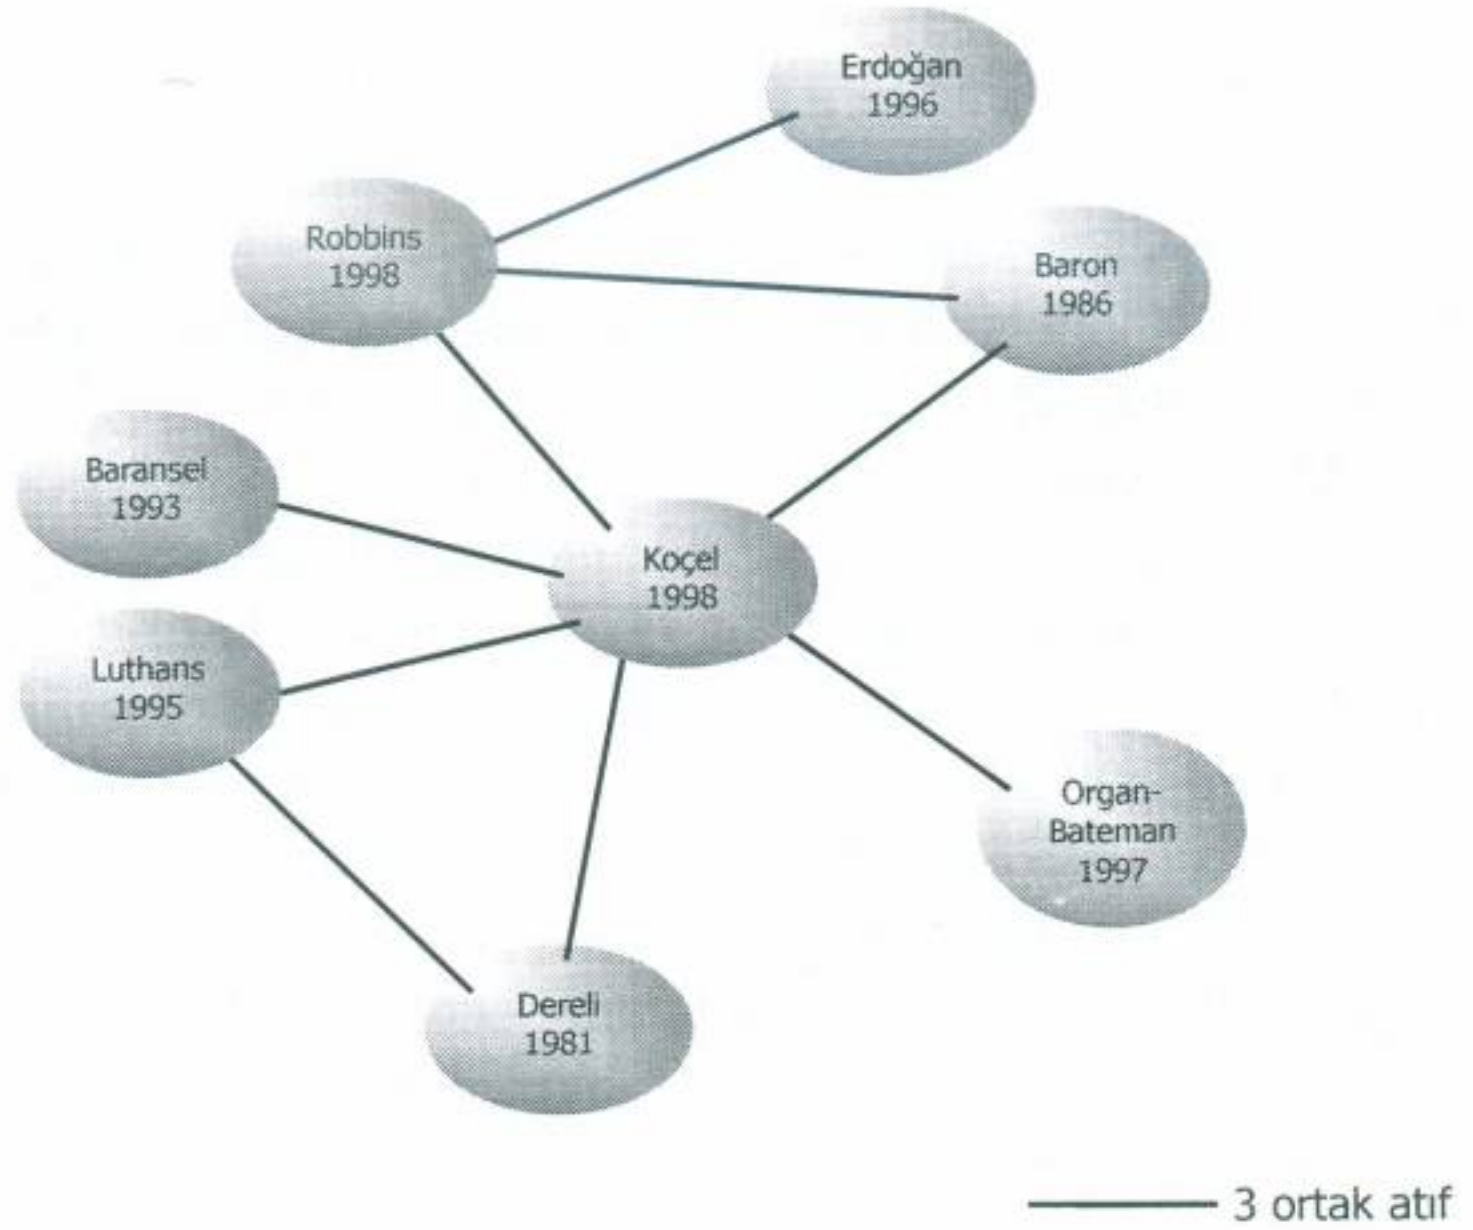 Erdoğan
1996
Robbins
1998
Baron
1986
Baransel
1993
Koçel
1998
Luthans
1995
Organ-
Bateman
1997
Dereli
1981
3 ortak atıf